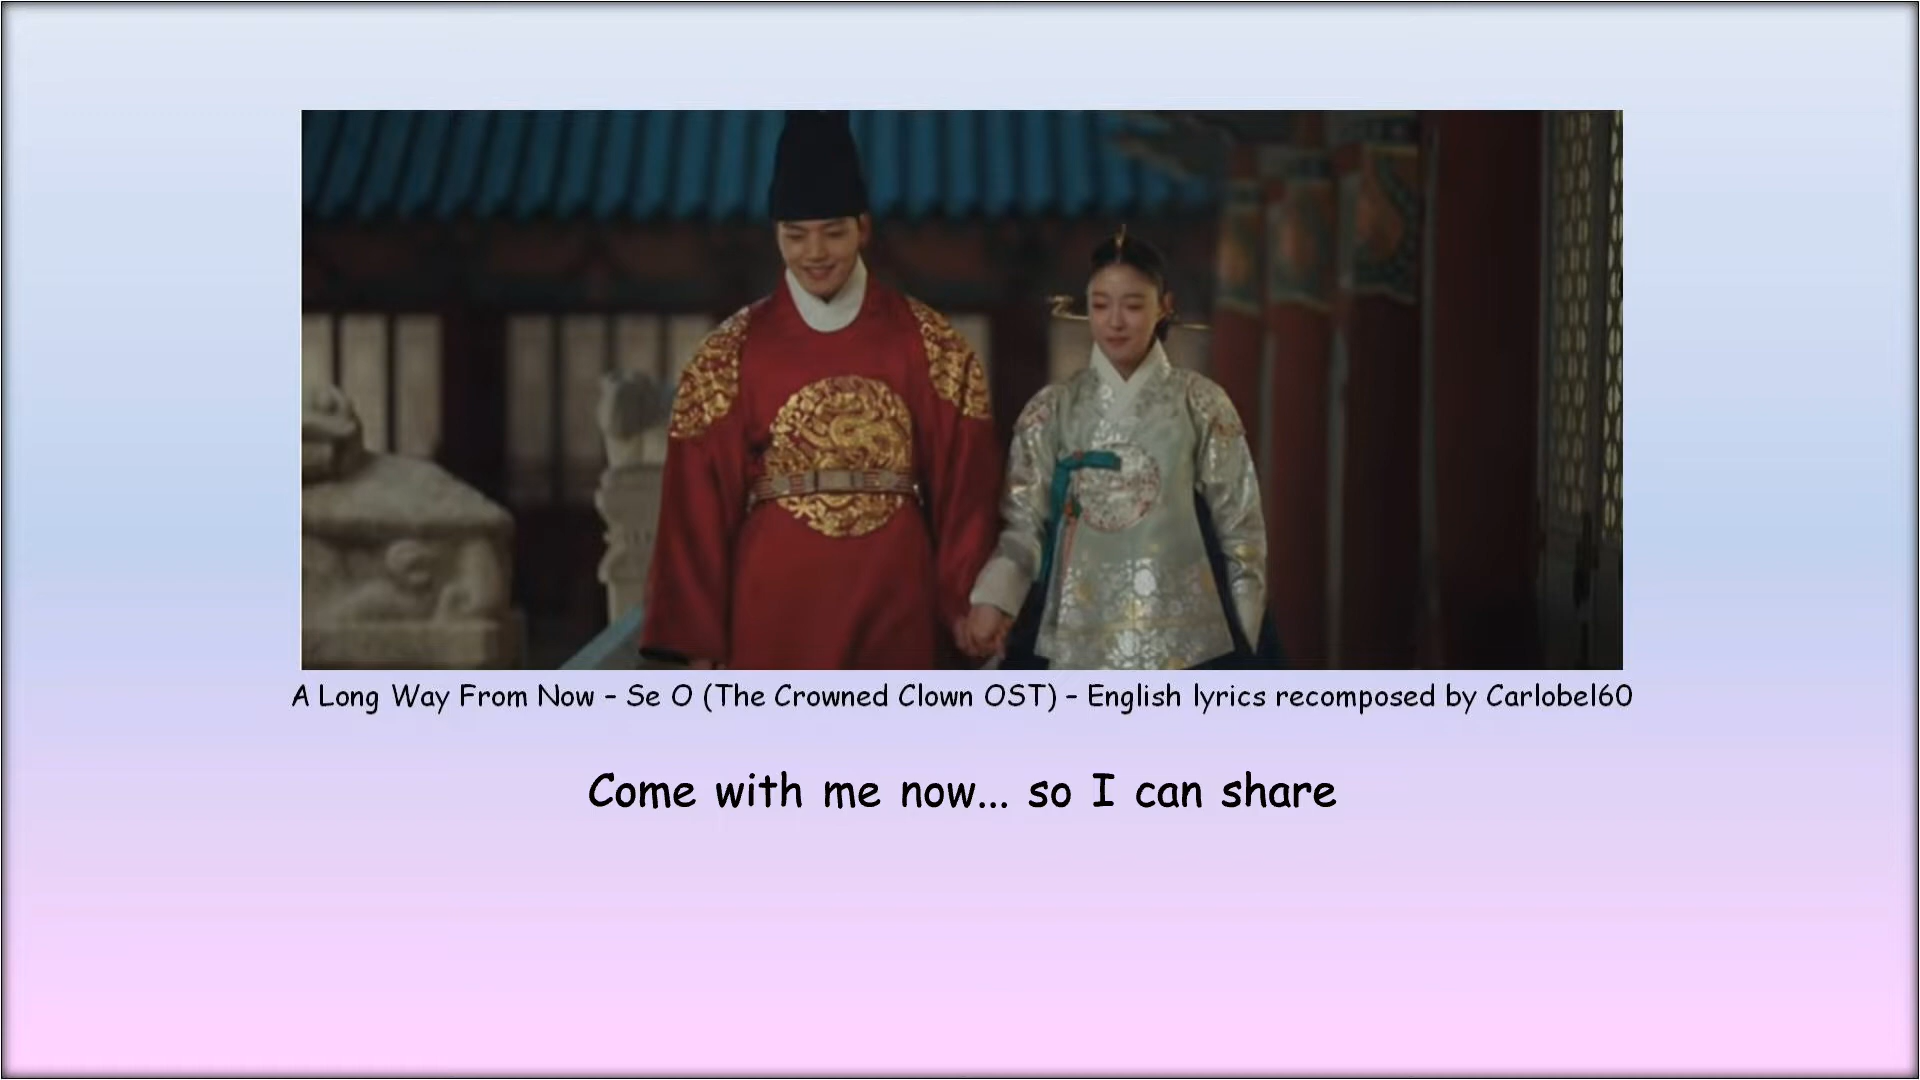 A Long Way From Now – Se O (The Crowned Clown OST) – English lyrics recomposed by Carlobel60
Come with me now... so I can share